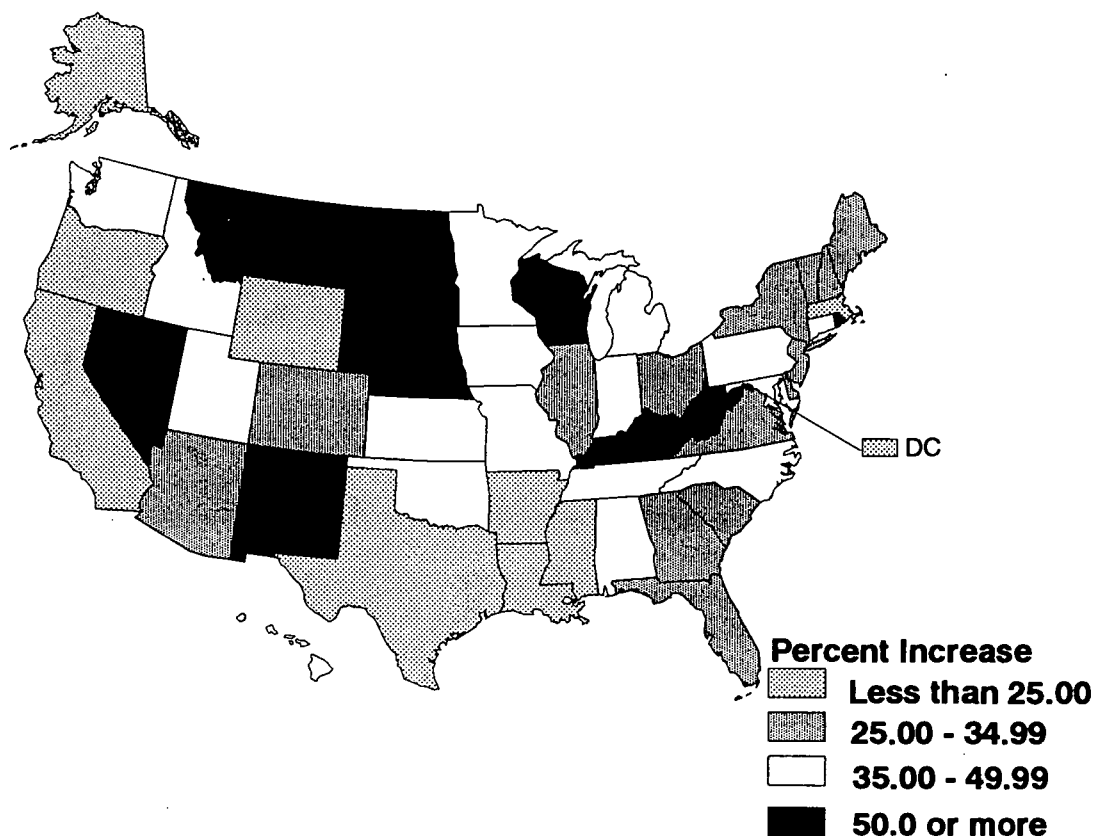 DC
Percent Increase
Less than 25.00
25.00 - 34.99
35.00 - 49.99
50.0 or more